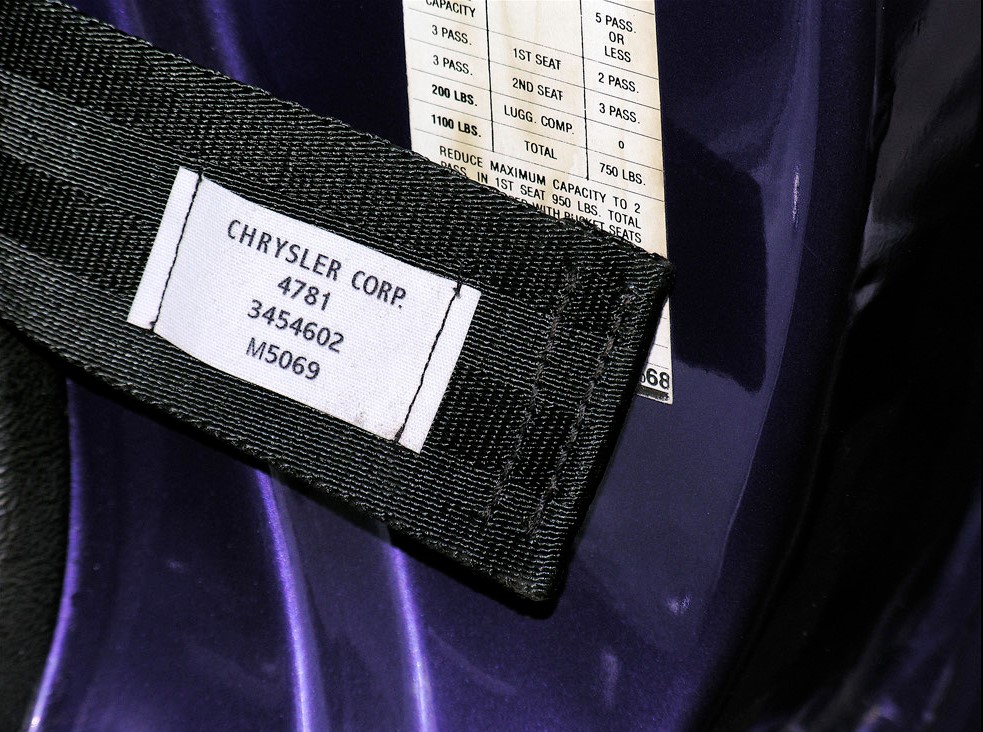 CAPACITY
5 PASS.
OR
LESS
3 PASS. 1ST SEAT 2 PASS.
3 PASS. 2ND SEAT 3 PASS.
200 LBS. LUGG. COMP. 0
1100 LBS. TOTAL 750 LBS.
REDUCE MAXIMUM CAPACITY TO 2
PASS. IN 1ST SEAT 950 LBS. TOTAL
WITH BUCKET SEATS
68
CHRYSLER CORP.
4781
3454602
M5069